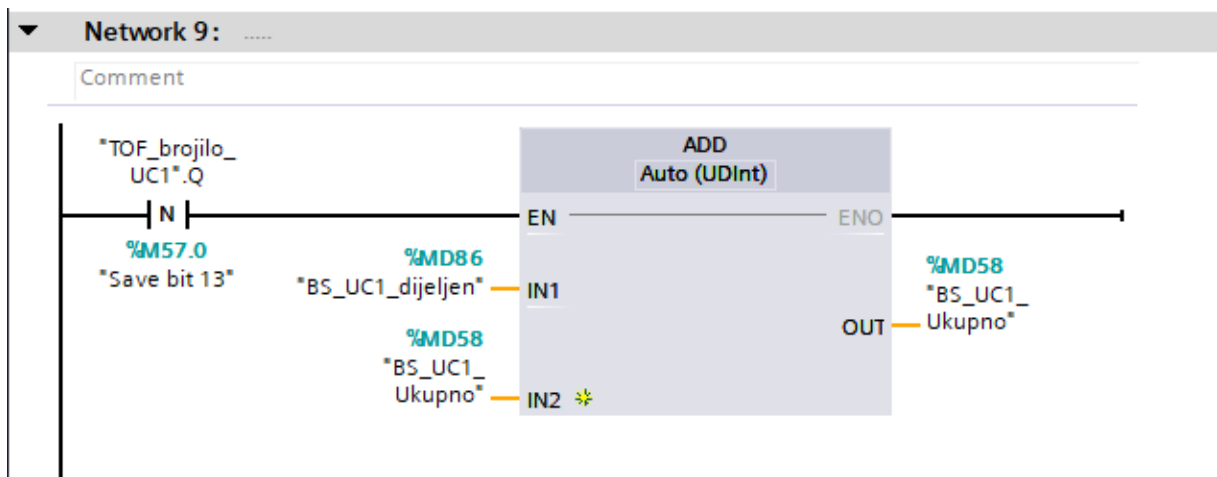 Network 9: .....
Comment
"TOF_brojilo_
UC1".Q
N
%M57.0
"Save bit 13"
ADD
Auto (UDInt)
EN
ENO
%MD86
"BS_UC1_dijeljen"
IN1
%MD58
"BS_UC1_
Ukupno"
IN2
OUT
%MD58
"BS_UC1_
Ukupno"